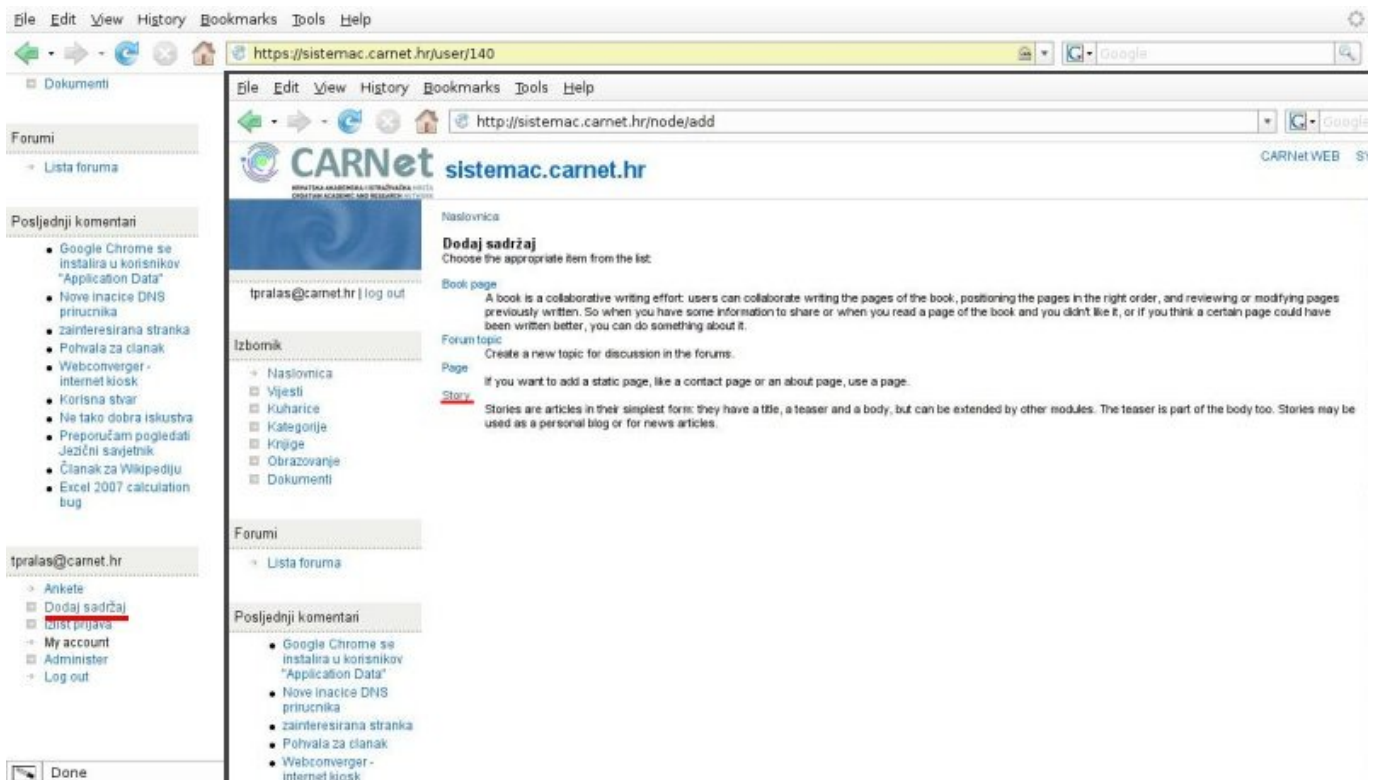 File Edit View History Bookmarks Tools Help
https://sistemac.carnet.hr/user/140
Google
Dokumenti
Forumi
Lista foruma
Posljednji komentari
Google Chrome se
instalira u korisnikov
"Application Data"
Nove inacice DNS
prirucnika
zainteresirana stranka
Pohvala za clanak
Webconverger -
internet kiosk
Korisna stvar
Ne tako dobra iskustva
Preporučam pogledati
Jezični savjetnik
Članak za Wikipediju
Excel 2007 calculation
bug
tpralas@carnet.hr
Ankete
Dodaj sadržaj
Izlist prijava
My account
Administer
Log out
Done
File Edit View History Bookmarks Tools Help
http://sistemac.carnet.hr/node/add
Google
CARNet sistemac.carnet.hr
HRVATSKA AKADEMSKA I ISTRAŽIVAČKA MREŽA
CROATIAN ACADEMIC AND RESEARCH NETWORK
CARNet WEB
tpralas@carnet.hr | log out
Izbornik
Naslovnica
Vijesti
Kuharice
Kategorije
Knjige
Obrazovanje
Dokumenti
Forumi
Lista foruma
Posljednji komentari
Google Chrome se
instalira u korisnikov
"Application Data"
Nove inacice DNS
prirucnika
zainteresirana stranka
Pohvala za clanak
Webconverger -
internet kiosk
Naslovnica
Dodaj sadržaj
Choose the appropriate item from the list:
Book page
A book is a collaborative writing effort: users can collaborate writing the pages of the book, positioning the pages in the right order, and reviewing or modifying pages
previously written. So when you have some information to share or when you read a page of the book and you didn't like it, or if you think a certain page could have
been written better, you can do something about it.
Forum topic
Create a new topic for discussion in the forums.
Page
If you want to add a static page, like a contact page or an about page, use a page.
Story
Stories are articles in their simplest form: they have a title, a teaser and a body, but can be extended by other modules. The teaser is part of the body too. Stories may be
used as a personal blog or for news articles.